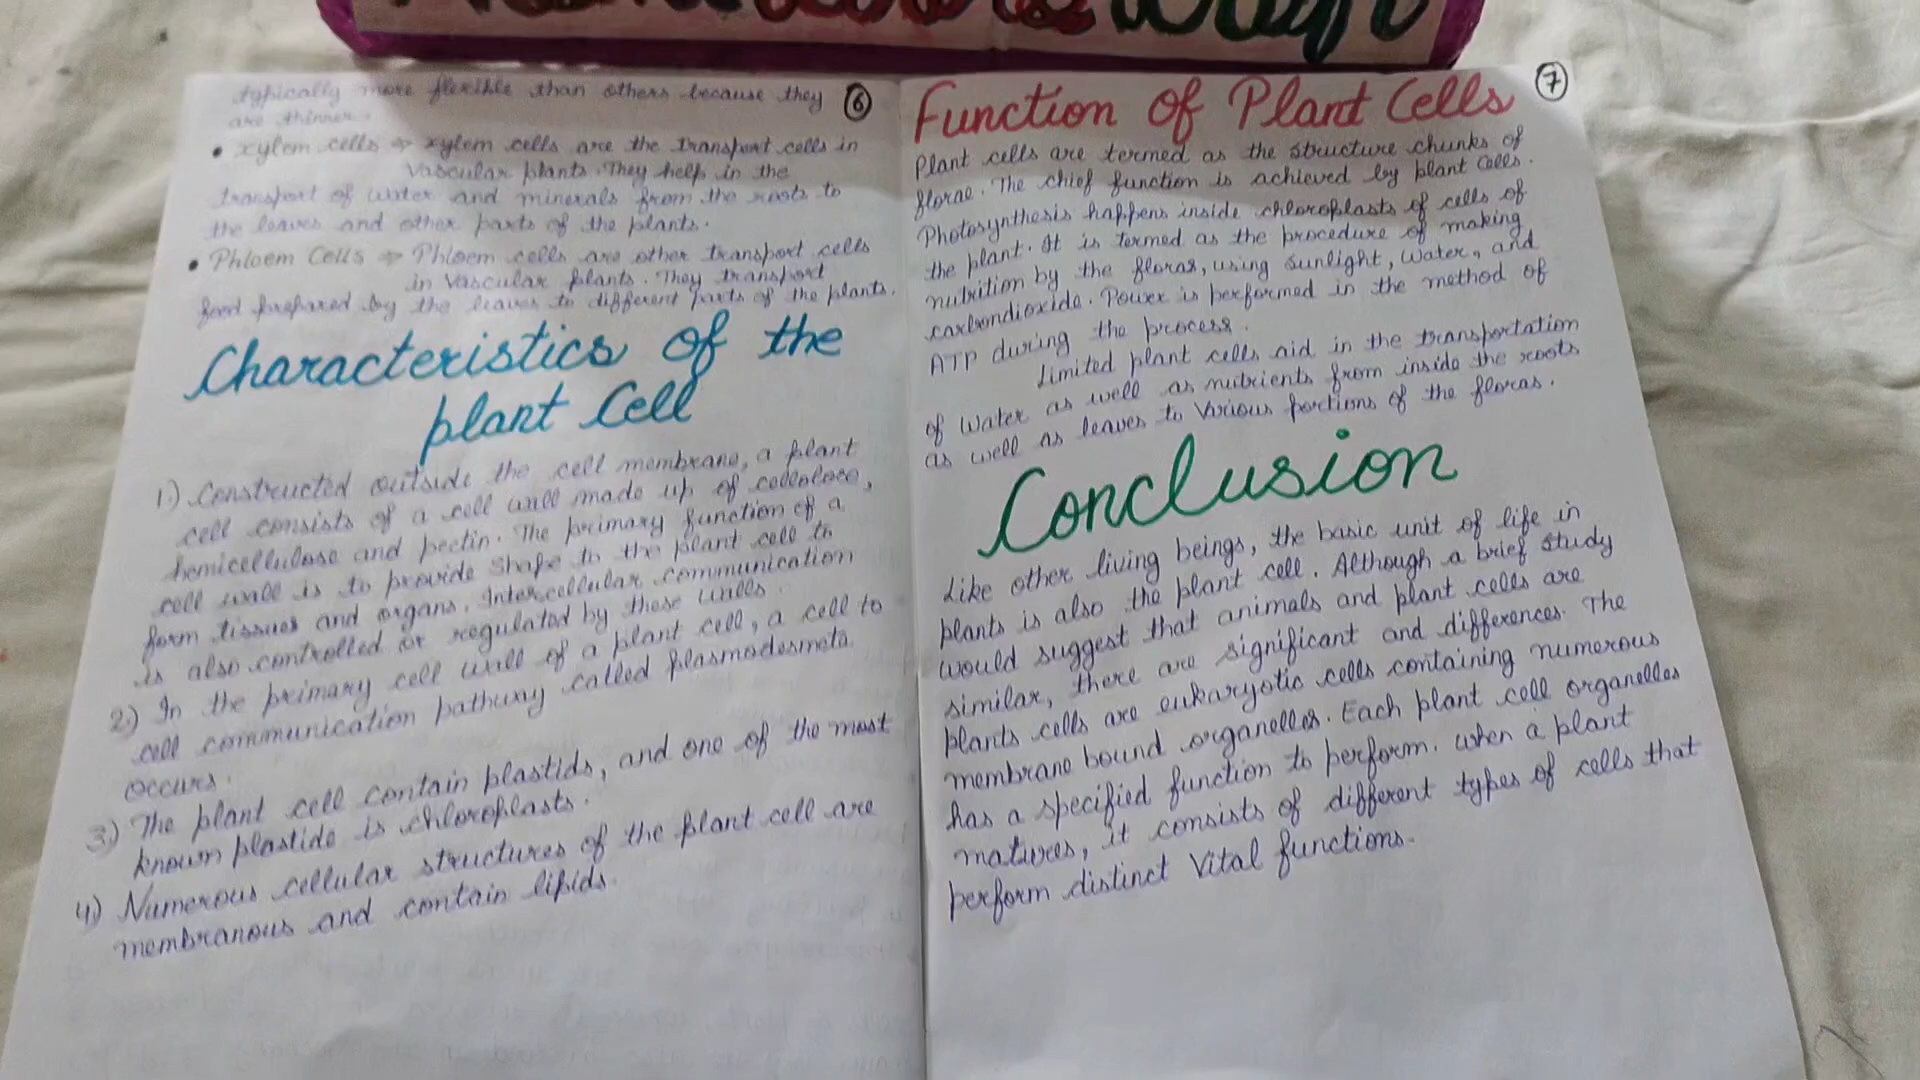 typically more flexible than others because they
are thinner.
6
• xylem cells ⇒ xylem cells are the transport cells in
Vascular plants. They help in the
transport of water and minerals from the roots to
the leaves and other parts of the plants.
• Phloem Cells ⇒ Phloem cells are other transport cells
in Vascular plants. They transport
food prepared by the leaves to different parts of the plants.
Characteristics of the
plant Cell
1.) Constructed outside the cell membrane, a plant
cell consists of a cell wall made up of cellolose,
hemicellulose and pectin. The primary function of a
cell wall is to provide shape to the plant cell to
form tissues and organs. Intercellular communication
is also controlled or regulated by these walls.
2.) In the primary cell wall of a plant cell, a cell to
cell communication pathway called plasmodesmeta
occurs.
3.) The plant cell contain plastids, and one of the most
known plastids is chloroplasts.
4.) Numerous cellular structures of the plant cell are
membranous and contain lipids.
Function of Plant Cells
7
Plant cells are termed as the structure chunks of
florae. The chief function is achieved by plant cells.
Photosynthesis happens inside chloroplasts of cells of
the plant. It is termed as the procedure of making
nutrition by the floras, using sunlight, water, and
carbondioxide. Power is performed in the method of
ATP during the process.
Limited plant cells aid in the transportation
of water as well as nutrients from inside the roots
as well as leaves to various portions of the floras.
Conclusion
Like other living beings, the basic unit of life in
plants is also the plant cell. Although a brief study
would suggest that animals and plant cells are
similar, there are significant and differences. The
plants cells are eukaryotic cells containing numerous
membrane bound organelles. Each plant cell organelles
has a specified function to perform. when a plant
matures, it consists of different types of cells that
perform distinct Vital functions.